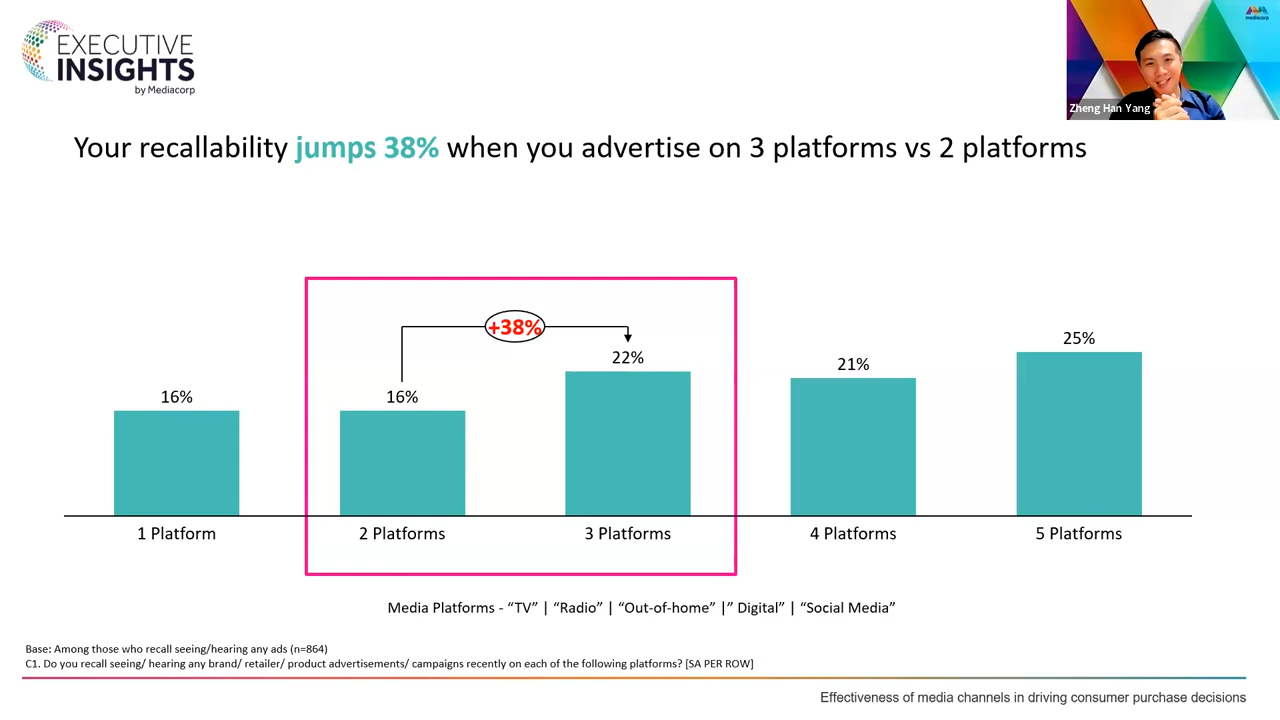 EXECUTIVE
INSIGHTS
by Mediacorp
mediacorp
Zheng Han Yang
Your recallability jumps 38% when you advertise on 3 platforms vs 2 platforms
+38%
16%
16%
22%
21%
25%
1 Platform
2 Platforms
3 Platforms
4 Platforms
5 Platforms
Media Platforms - “TV” | “Radio” | “Out-of-home” |” Digital” | “Social Media”
Base: Among those who recall seeing/hearing any ads (n=864)
C1. Do you recall seeing/ hearing any brand/ retailer/ product advertisements/ campaigns recently on each of the following platforms? [SA PER ROW]
Effectiveness of media channels in driving consumer purchase decisions